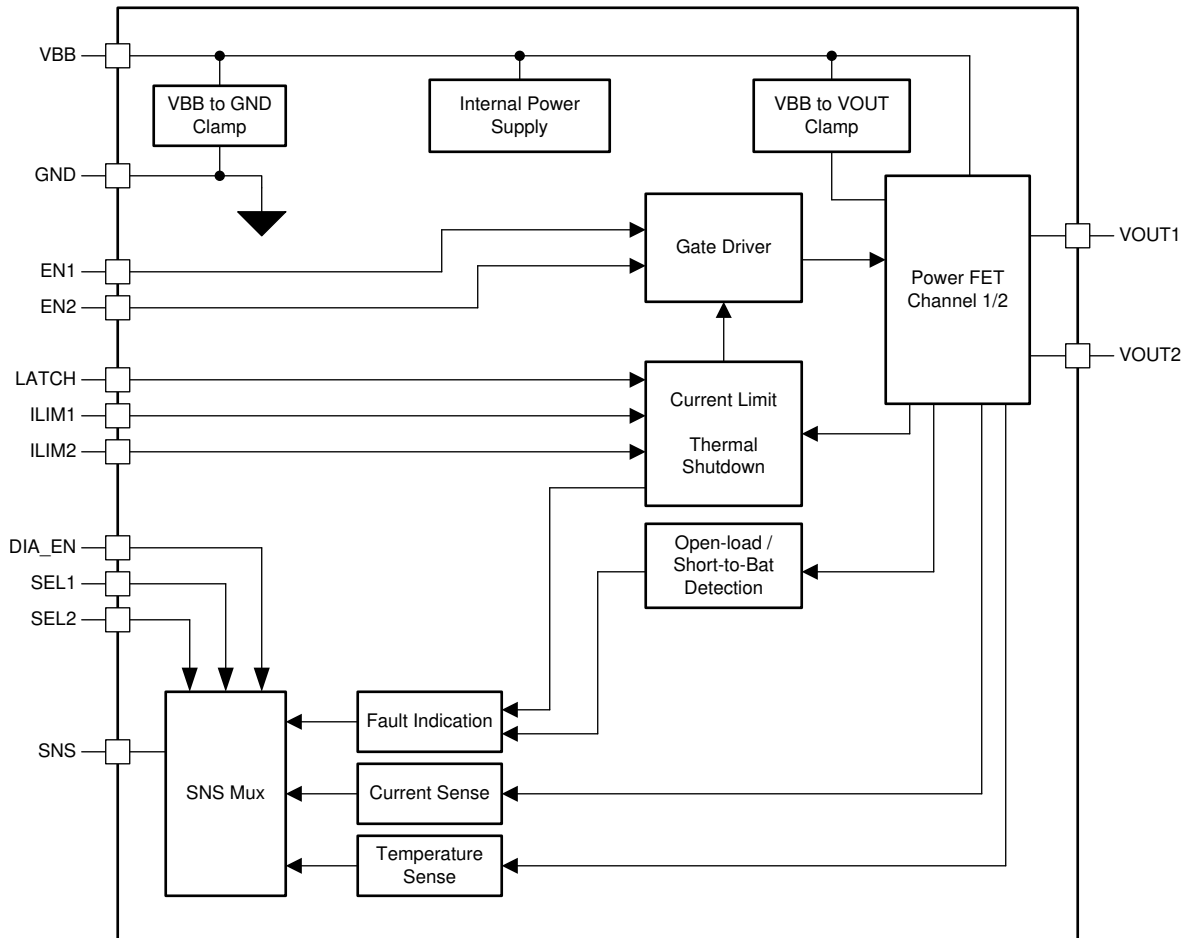 VBB
VBB to GND
Clamp
Internal Power
Supply
VBB to VOUT
Clamp
GND
Gate Driver
VOUT1
EN1
EN2
Power FET
Channel 1/2
VOUT2
LATCH
ILIM1
ILIM2
Current Limit
Thermal
Shutdown
DIA_EN
SEL1
SEL2
Open-load /
Short-to-Bat
Detection
Fault Indication
SNS
SNS Mux
Current Sense
Temperature
Sense